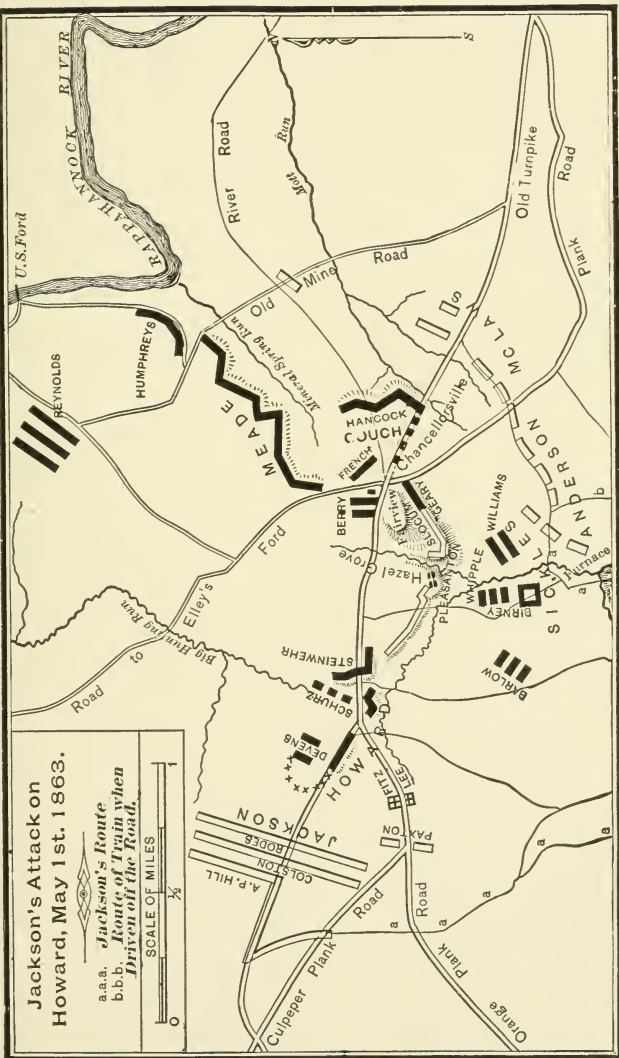 Jackson's Attack on
Howard, May 1st. 1863.
a.a.a. Jackson's Route
b.b.b. Route of Train when
Driven off the Road.
SCALE OF MILES
0 ½ 1
U.S. Ford
RAPPAHANNOCK RIVER
N
S
REYNOLDS
HUMPHREYS
MEADE
Mineral Spring Run
Old Mine Road
River Road
Mott Run
Old Turnpike
Plank Road
Road to Elley's Ford
Big Hunting Run
HANCOCK
COUCH
FRENCH
Chancellorsville
BERRY
Fairview
GEARY
SLOCUM
Hazel Grove
PLEASANTON
MCLA S
ANDERSON
WILLIAMS
WHIPPLE
SICKLES
BIRNEY
Furnace
BARLOW
STEINWEHR
SCHURZ
DEVENS
HOWARD
FITZ LEE
PAXTON
JACKSON
RODES
COLSTON
A.P. HILL
Culpeper Plank Road
Orange Plank Road
a
a
a
a
a
a
a
a
b
b